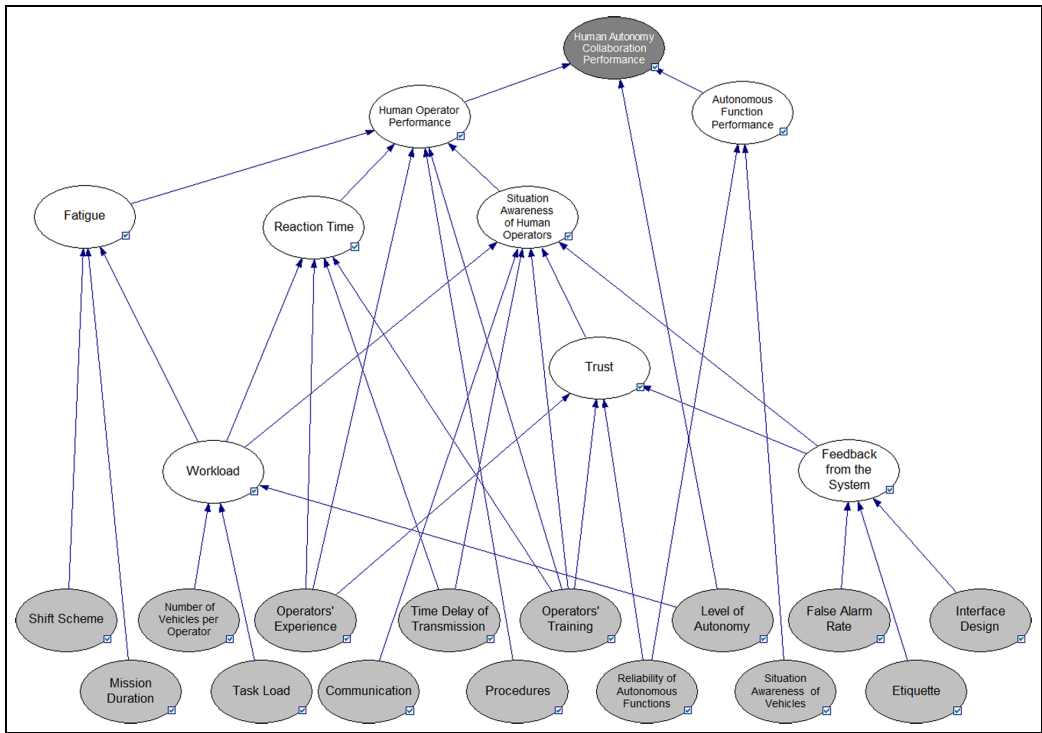 Human Autonomy
Collaboration
Performance
Human Operator
Performance
Autonomous
Function
Performance
Fatigue
Reaction Time
Situation
Awareness
of Human
Operators
Trust
Workload
Feedback
from the
System
Shift Scheme
Number of
Vehicles per
Operator
Operators'
Experience
Time Delay of
Transmission
Operators'
Training
Level of
Autonomy
False Alarm
Rate
Interface
Design
Mission
Duration
Task Load
Communication
Procedures
Reliability of
Autonomous
Functions
Situation
Awareness of
Vehicles
Etiquette